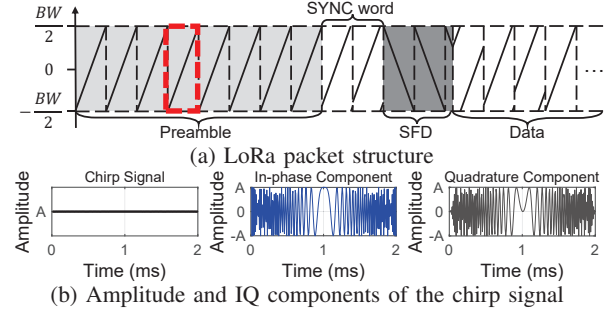 SYNC word
BW
2
0
BW
−
2
Preamble
SFD
Data
...
(a) LoRa packet structure
Chirp Signal
In-phase Component
Quadrature Component
Amplitude
A
0
1
2
Time (ms)
Amplitude
A
0
-A
0
1
2
Time (ms)
Amplitude
A
0
-A
0
1
2
Time (ms)
(b) Amplitude and IQ components of the chirp signal